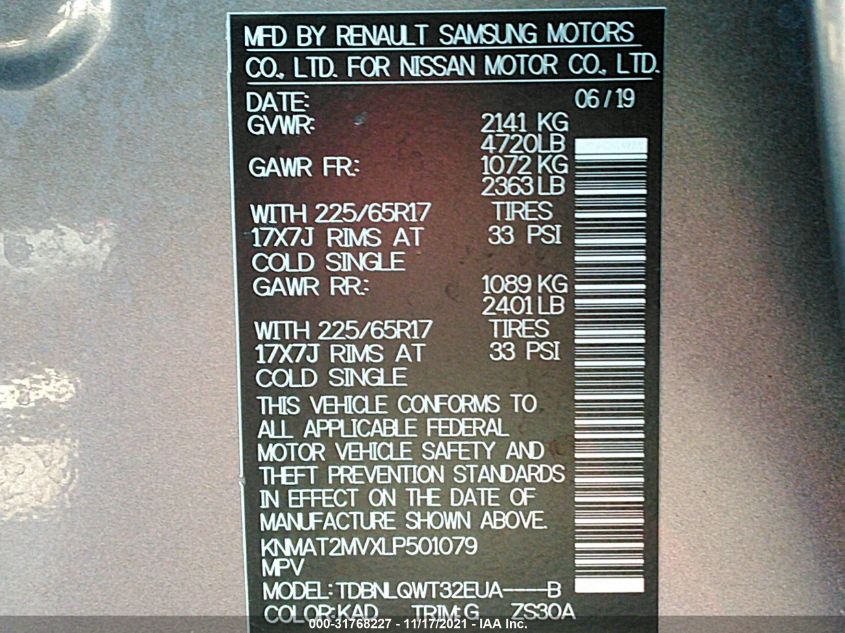 MFD BY RENAULT SAMSUNG MOTORS
CO., LTD. FOR NISSAN MOTOR CO., LTD.
DATE: 06/19
GVWR: 2141 KG
4720LB
GAWR FR.: 1072 KG
2363LB
WITH 225/65R17 TIRES
17X7J RIMS AT 33 PSI
COLD SINGLE
GAWR RR.: 1089 KG
2401LB
WITH 225/65R17 TIRES
17X7J RIMS AT 33 PSI
COLD SINGLE
THIS VEHICLE CONFORMS TO
ALL APPLICABLE FEDERAL
MOTOR VEHICLE SAFETY AND
THEFT PREVENTION STANDARDS
IN EFFECT ON THE DATE OF
MANUFACTURE SHOWN ABOVE.
KNMAT2MVXLP501079
MPV
MODEL: TDBNLQWT32EUA----B
COLOR: KAD TRIM: G ZS30A
000-31768227 - 11/17/2021 - IAA Inc.